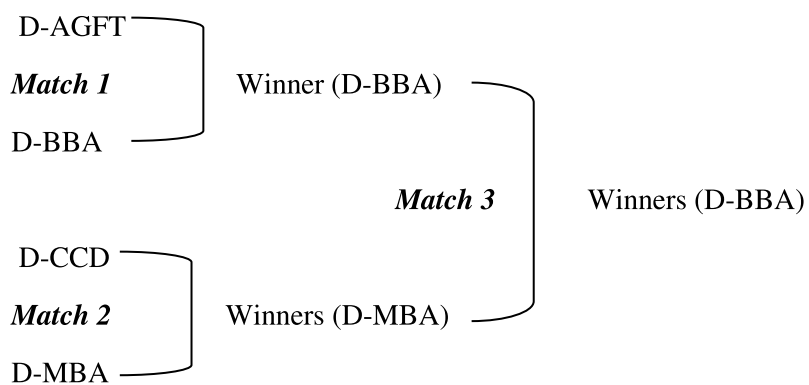 D-AGFT
Match 1
Winner (D-BBA)
D-BBA
Match 3
Winners (D-BBA)
D-CCD
Match 2
Winners (D-MBA)
D-MBA